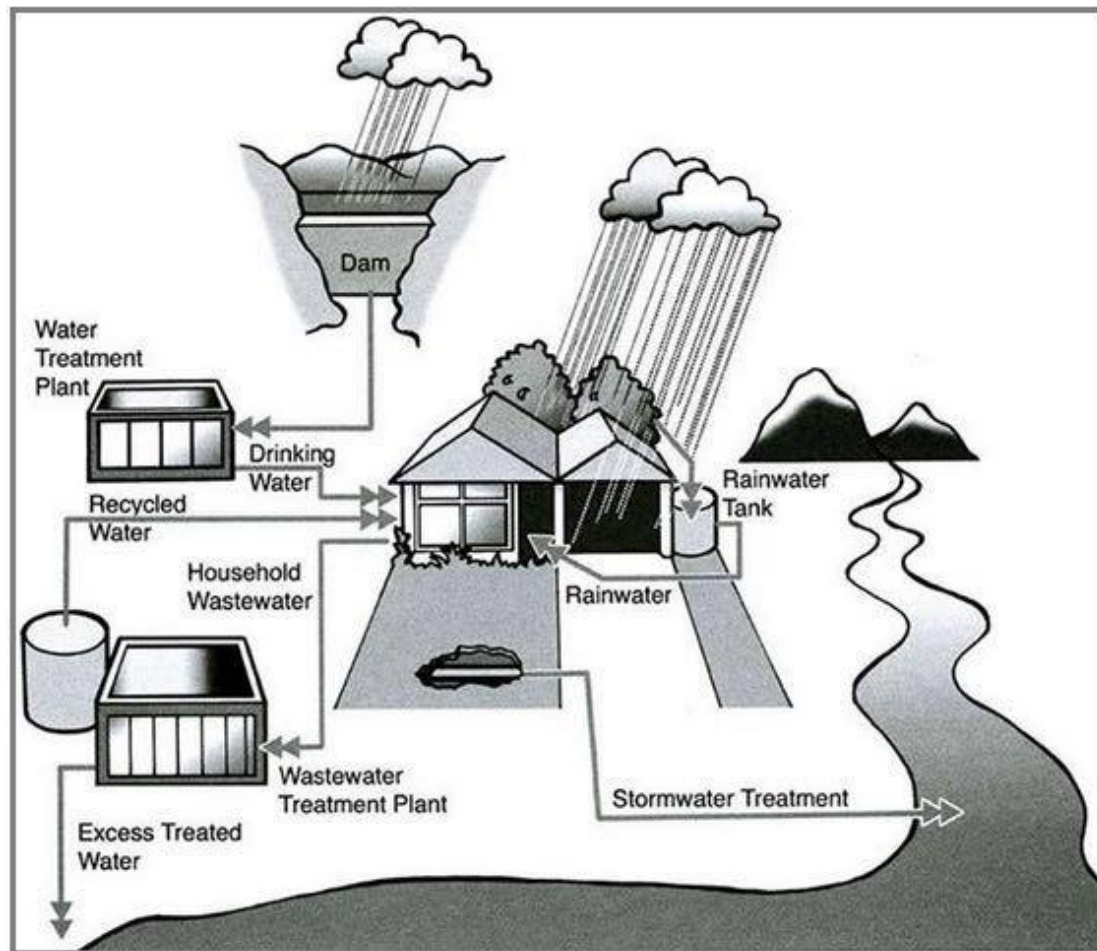 Dam
Water
Treatment
Plant
Drinking
Water
Recycled
Water
Rainwater
Tank
Household
Wastewater
Rainwater
Wastewater
Treatment Plant
Stormwater Treatment
Excess Treated
Water